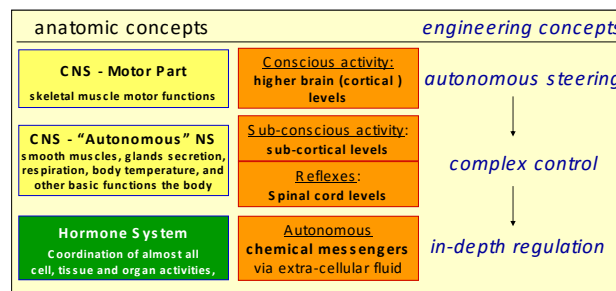 anatomic concepts
engineering concepts
CNS - Motor Part
skeletal muscle motor functions
Conscious activity:
higher brain (cortical )
levels
autonomous steering
CNS - “Autonomous” NS
smooth muscles, glands secretion,
respiration, body temperature, and
other basic functions the body
Sub-conscious activity:
sub-cortical levels
Reflexes:
Spinal cord levels
complex control
Hormone System
Coordination of almost all
cell, tissue and organ activities,
Autonomous
chemical messengers
via extra-cellular fluid
in-depth regulation